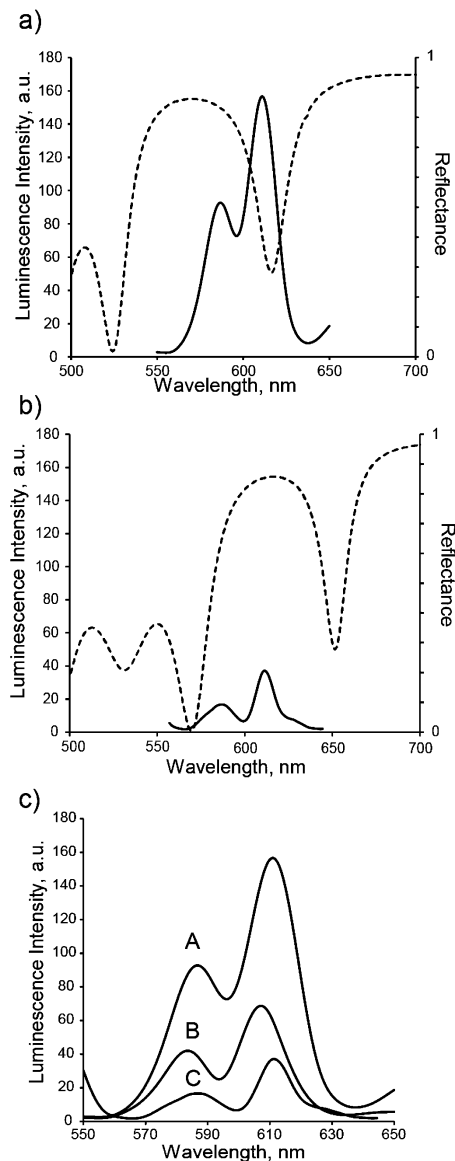 a)
Luminescence Intensity, a.u.
180
160
140
120
100
80
60
40
20
0
1
0
Reflectance
500 550 600 650 700
Wavelength, nm
b)
Luminescence Intensity, a.u.
180
160
140
120
100
80
60
40
20
0
1
0
Reflectance
500 550 600 650 700
Wavelength, nm
c)
Luminescence Intensity, a.u.
180
160
140
120
100
80
60
40
20
0
A
B
C
550 570 590 610 630 650
Wavelength, nm